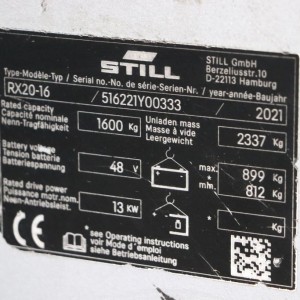 STILL
STILL GmbH
Berzeliusstr.10
D-22113 Hamburg
Type-Modèle-Typ / Serial no.-No. de série-Serien-Nr. / year-année-Baujahr
RX20-16 / 516221Y00333 / 2021
Rated capacity
Capacité nominale
Nenn-Tragfähigkeit
1600 Kg
Unladen mass
Masse à vide
Leergewicht
2337 Kg
Battery voltage
Tension batterie
Batteriespannung
48 V
max. 899 Kg
min. 812 Kg
Rated drive power
Puissance motr.nom.
Nenn-Antriebsleist.
13 KW
Kg
* see Operating instructions
voir Mode d'emploi
siehe Betriebsanleitung
CE